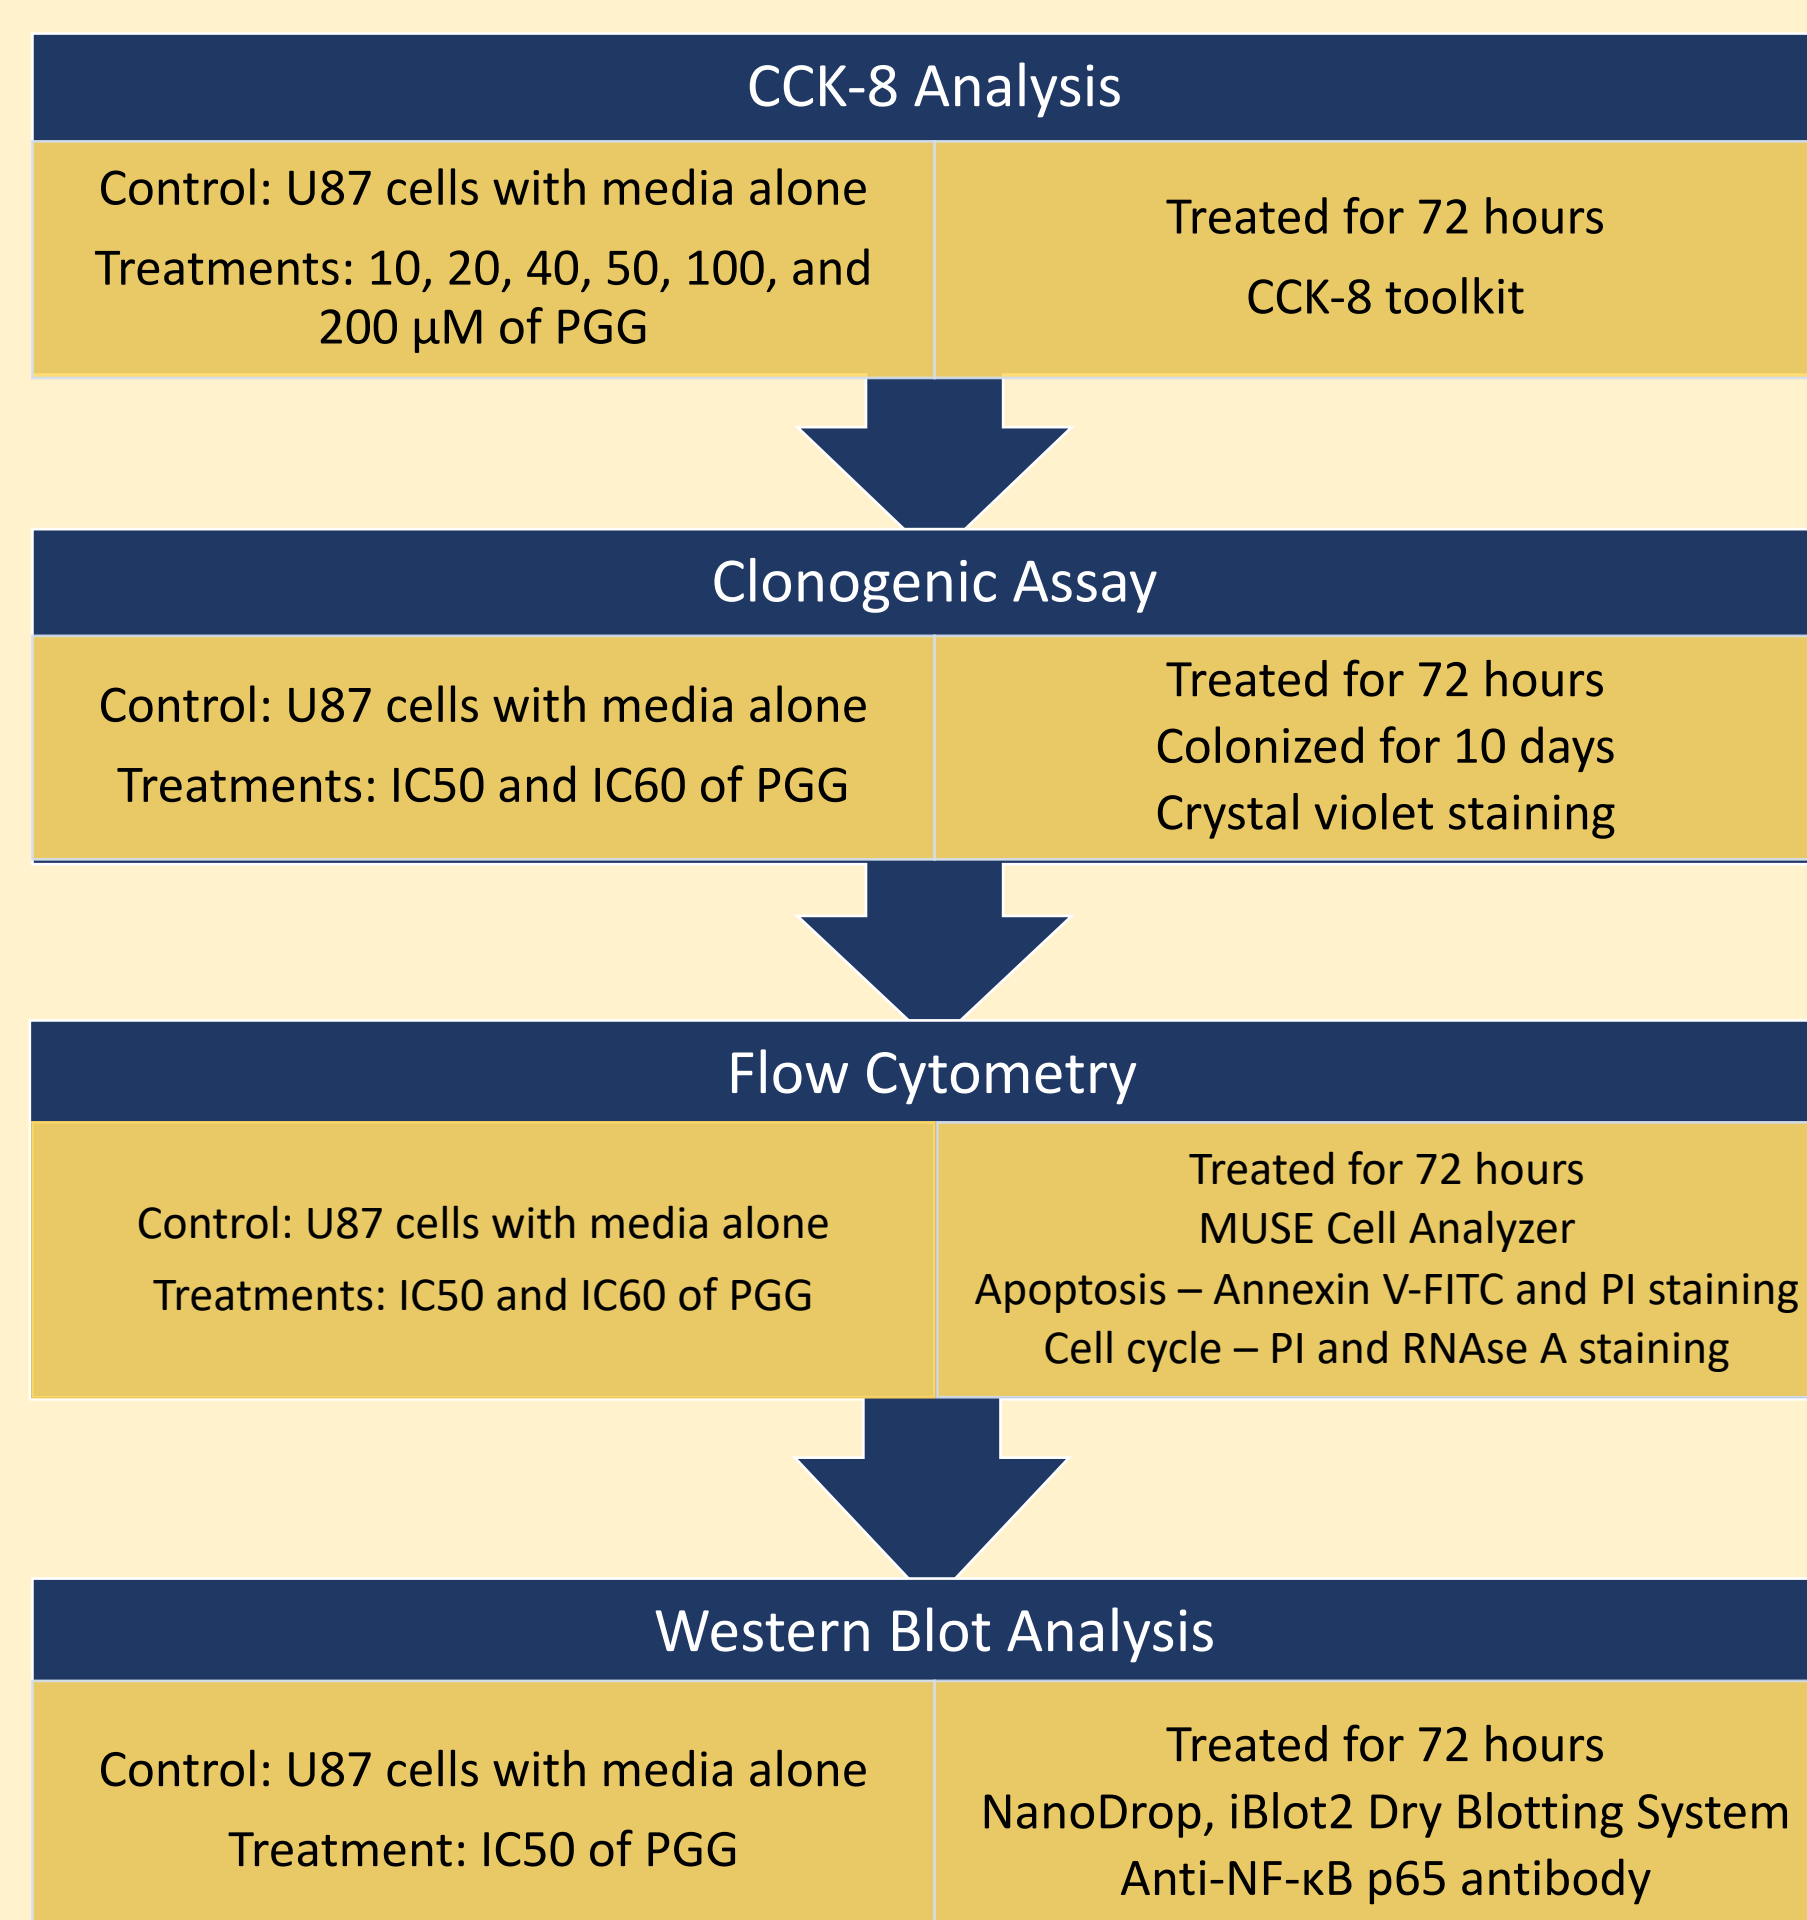 CCK-8 Analysis
Control: U87 cells with media alone
Treatments: 10, 20, 40, 50, 100, and
200 µM of PGG
Treated for 72 hours
CCK-8 toolkit
Clonogenic Assay
Control: U87 cells with media alone
Treatments: IC50 and IC60 of PGG
Treated for 72 hours
Colonized for 10 days
Crystal violet staining
Flow Cytometry
Control: U87 cells with media alone
Treatments: IC50 and IC60 of PGG
Treated for 72 hours
MUSE Cell Analyzer
Apoptosis – Annexin V-FITC and PI staining
Cell cycle – PI and RNAse A staining
Western Blot Analysis
Control: U87 cells with media alone
Treatment: IC50 of PGG
Treated for 72 hours
NanoDrop, iBlot2 Dry Blotting System
Anti-NF-κB p65 antibody